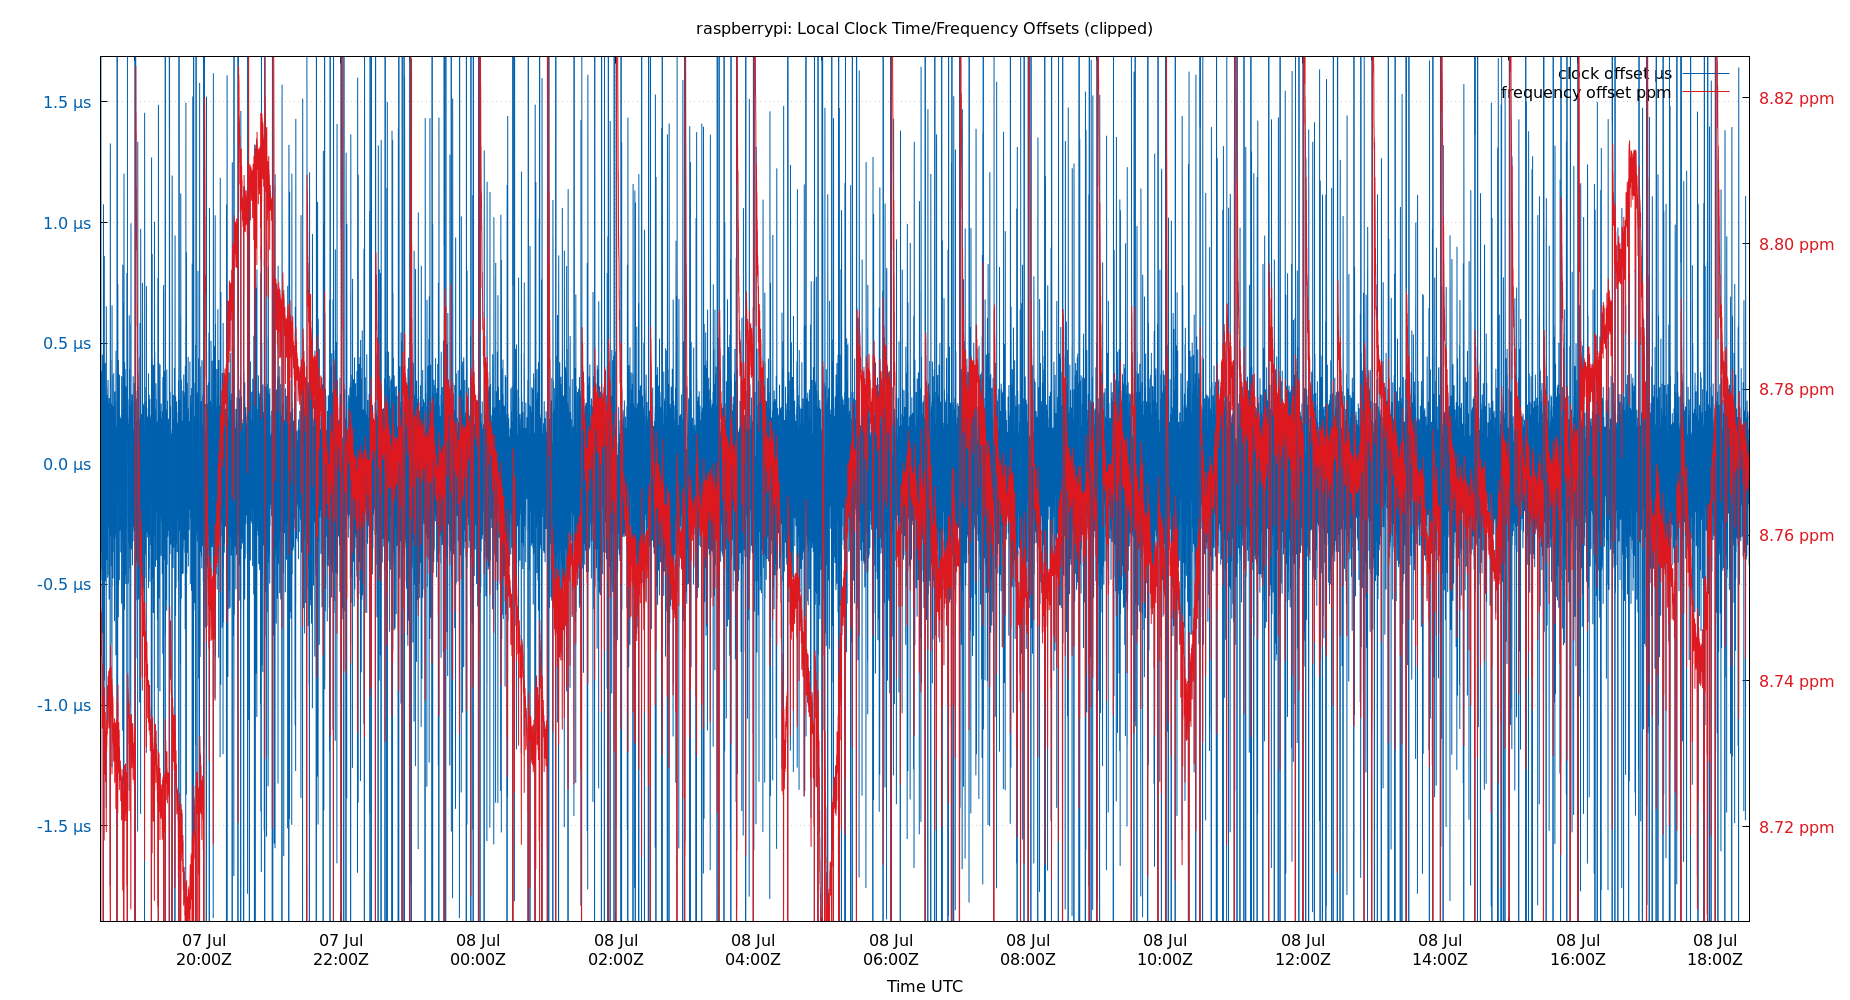 raspberrypi: Local Clock Time/Frequency Offsets (clipped)
clock offset µs
frequency offset ppm
1.5 µs
1.0 µs
0.5 µs
0.0 µs
-0.5 µs
-1.0 µs
-1.5 µs
8.82 ppm
8.80 ppm
8.78 ppm
8.76 ppm
8.74 ppm
8.72 ppm
07 Jul 07 Jul 08 Jul 08 Jul 08 Jul 08 Jul 08 Jul 08 Jul 08 Jul 08 Jul 08 Jul 08 Jul
20:00Z 22:00Z 00:00Z 02:00Z 04:00Z 06:00Z 08:00Z 10:00Z 12:00Z 14:00Z 16:00Z 18:00Z
Time UTC